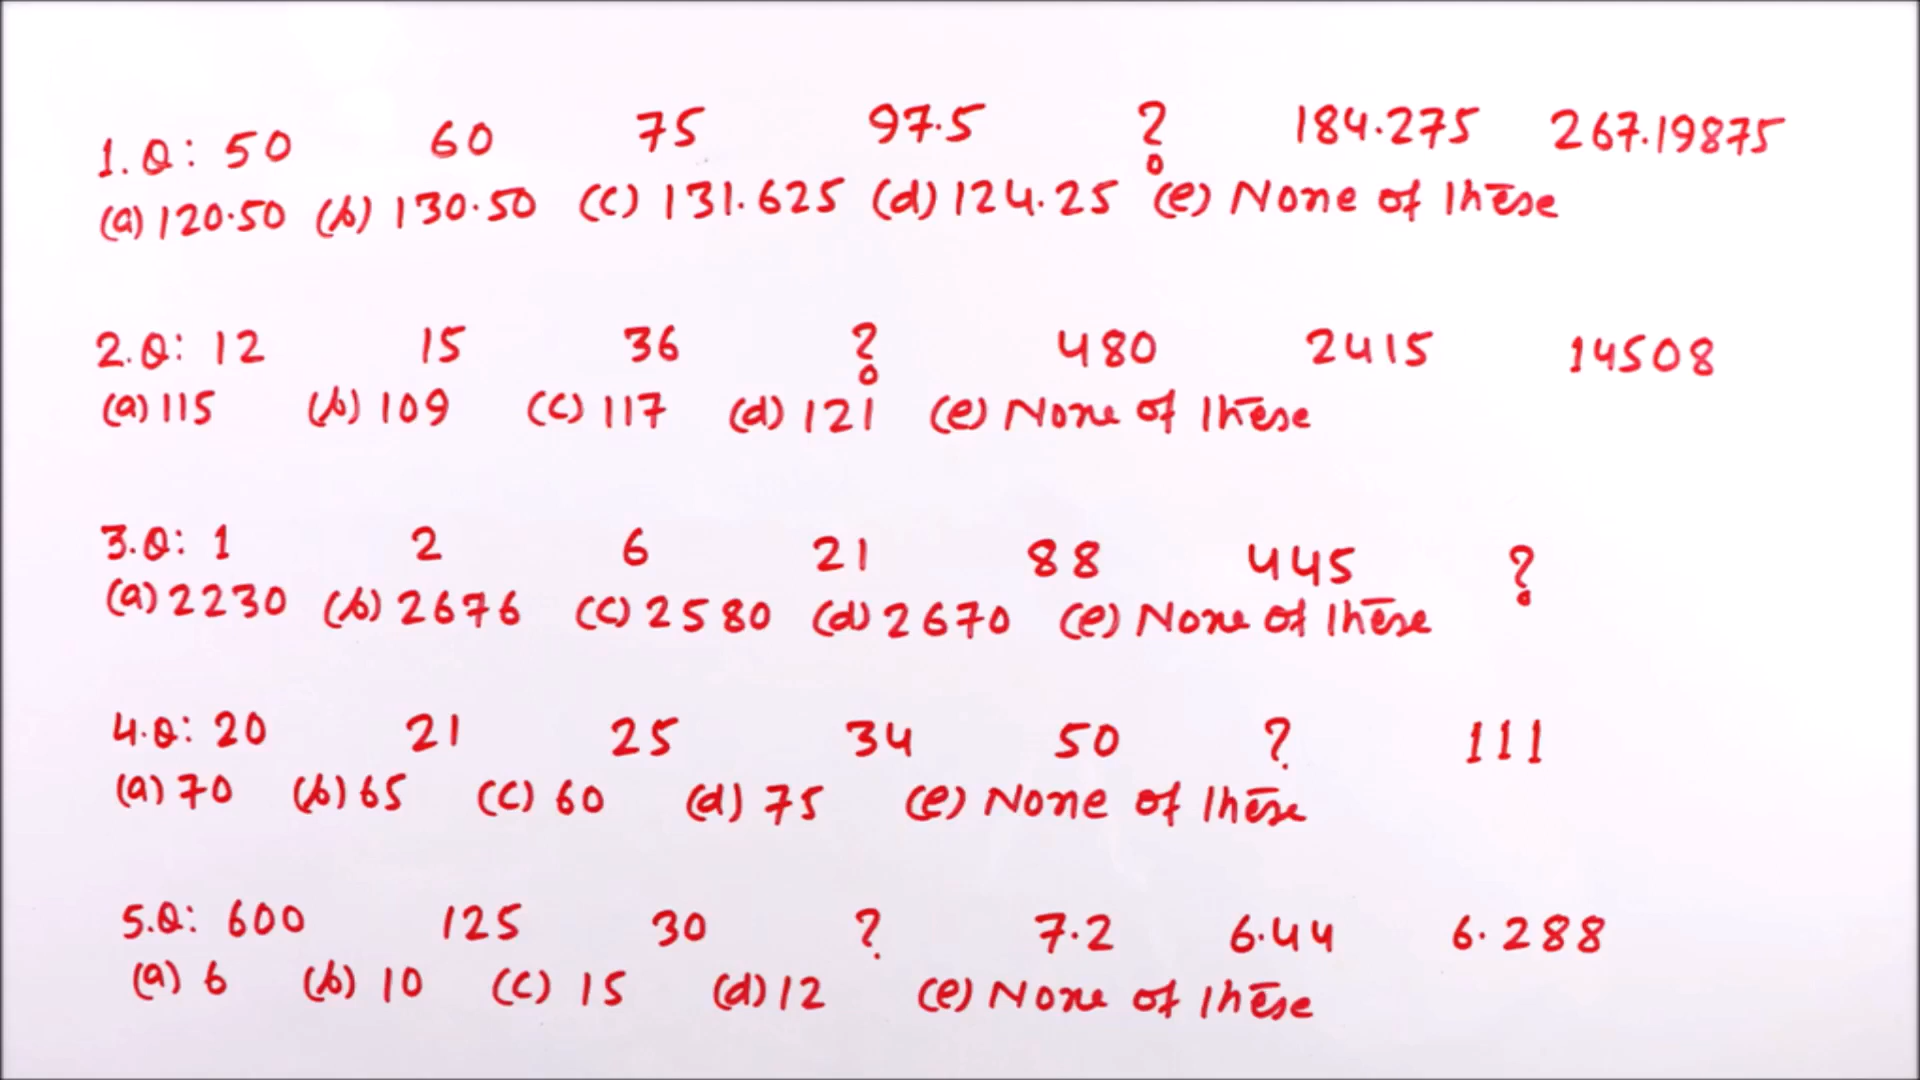 1.Q: 50 60 75 97.5 ? 184.275 267.19875
(a) 120.50 (b) 130.50 (c) 131.625 (d) 124.25 (e) None of these
2.Q: 12 15 36 ? 480 2415 14508
(a) 115 (b) 109 (c) 117 (d) 121 (e) None of these
3.Q: 1 2 6 21 88 445 ?
(a) 2230 (b) 2676 (c) 2580 (d) 2670 (e) None of these
4.Q: 20 21 25 34 50 ? 111
(a) 70 (b) 65 (c) 60 (d) 75 (e) None of these
5.Q: 600 125 30 ? 7.2 6.44 6.288
(a) 6 (b) 10 (c) 15 (d) 12 (e) None of these